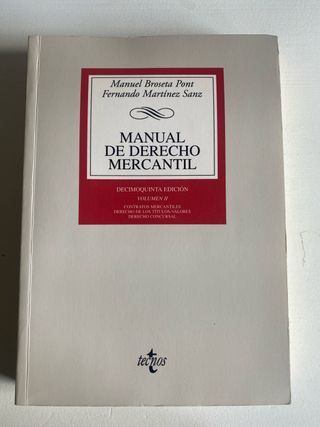 Manuel Broseta Pont
Fernando Martínez Sanz
MANUAL
DE DERECHO
MERCANTIL
DECIMOQUINTA EDICIÓN
VOLUMEN II
CONTRATOS MERCANTILES
DERECHO DE LOS TÍTULOS-VALORES
DERECHO CONCURSAL
tecnos